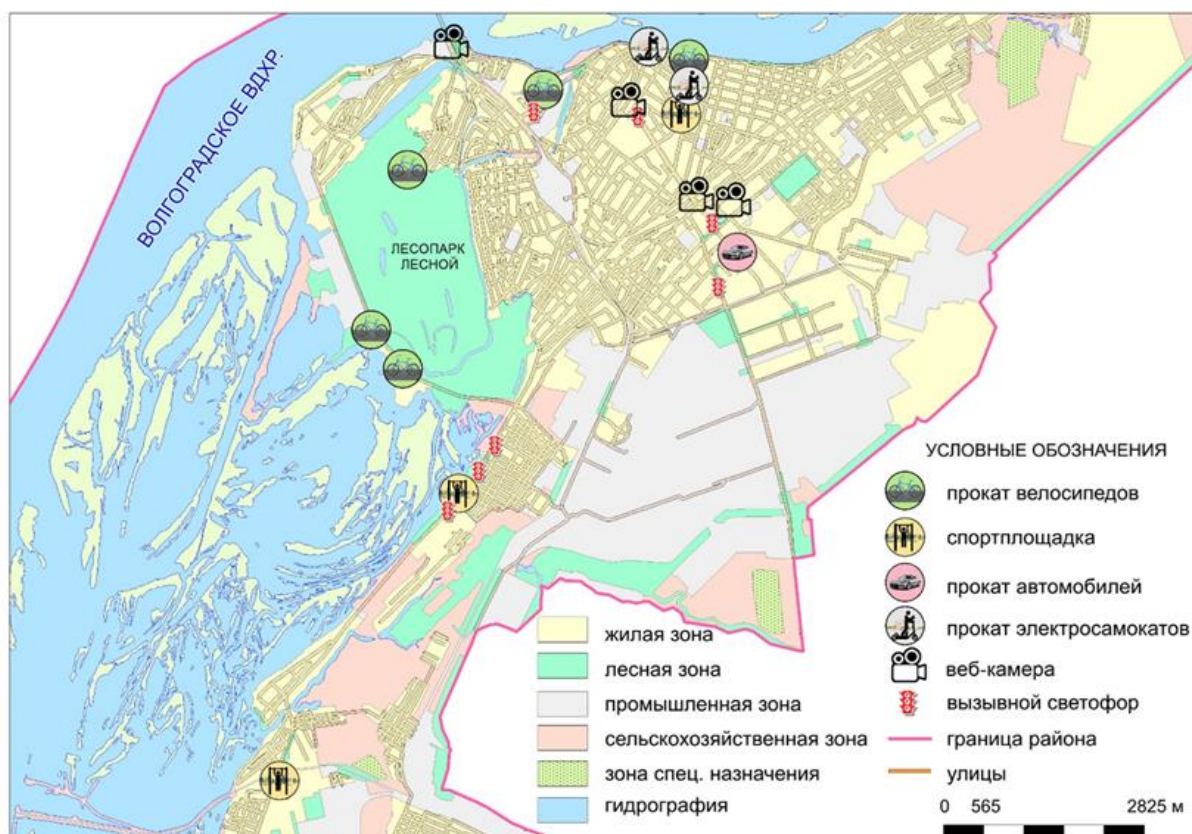 ВОЛГОГРАДСКОЕ ВДХР.
ЛЕСОПАРК
ЛЕСНОЙ
УСЛОВНЫЕ ОБОЗНАЧЕНИЯ
прокат велосипедов
спортплощадка
прокат автомобилей
прокат электросамокатов
веб-камера
вызывной светофор
граница района
улицы
жилая зона
лесная зона
промышленная зона
сельскохозяйственная зона
зона спец. назначения
гидрография
0 565 2825 м